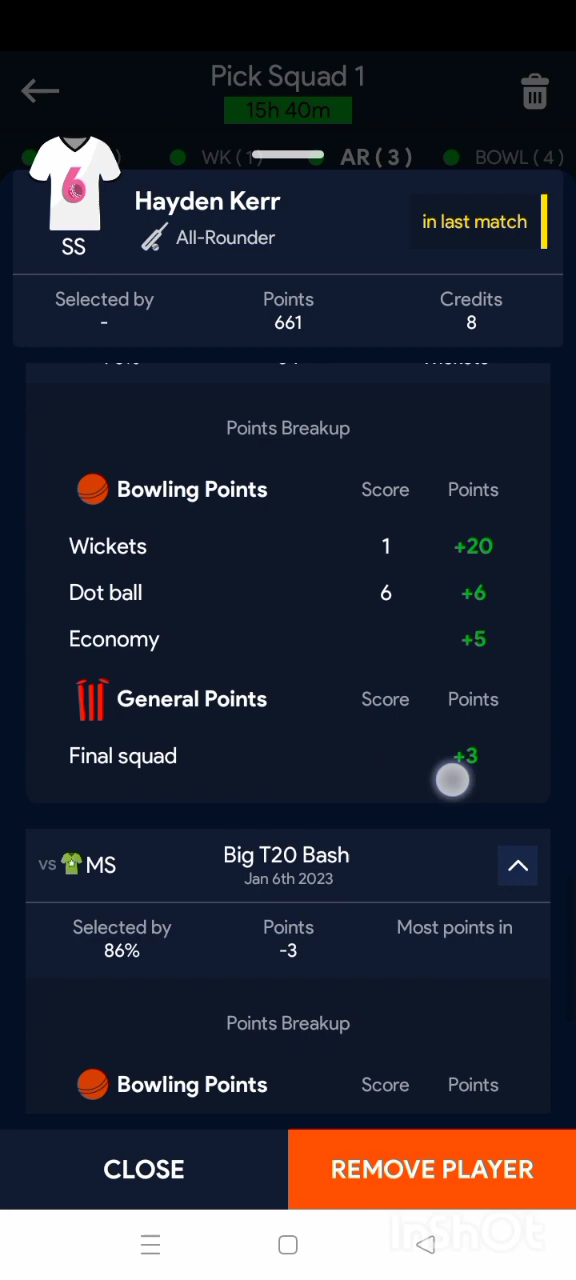 Pick Squad 1
15h 40m
WK ( 1
AR ( 3 )
BOWL ( 4 )
6
SS
Hayden Kerr
All-Rounder
in last match
Selected by
Points
Credits
-
661
8
Points Breakup
Bowling Points Score Points
Wickets 1 +20
Dot ball 6 +6
Economy +5
General Points Score Points
Final squad +3
vs MS
Big T20 Bash
Jan 6th 2023
Selected by Points Most points in
86% -3
Points Breakup
Bowling Points Score Points
CLOSE
REMOVE PLAYER
InShOt